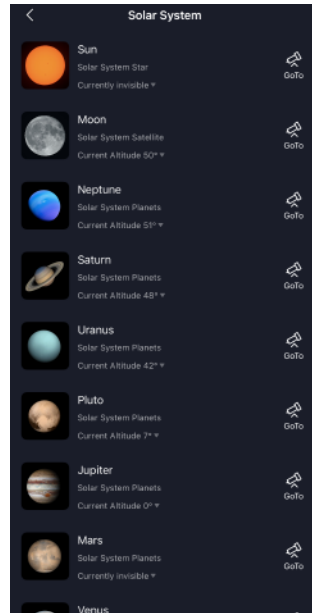 Solar System
Sun
Solar System Star
Currently invisible ▾
GoTo
Moon
Solar System Satellite
Current Altitude 50° ▾
GoTo
Neptune
Solar System Planets
Current Altitude 51° ▾
GoTo
Saturn
Solar System Planets
Current Altitude 48° ▾
GoTo
Uranus
Solar System Planets
Current Altitude 42° ▾
GoTo
Pluto
Solar System Planets
Current Altitude 7° ▾
GoTo
Jupiter
Solar System Planets
Current Altitude 0° ▾
GoTo
Mars
Solar System Planets
Currently invisible ▾
GoTo
Venus